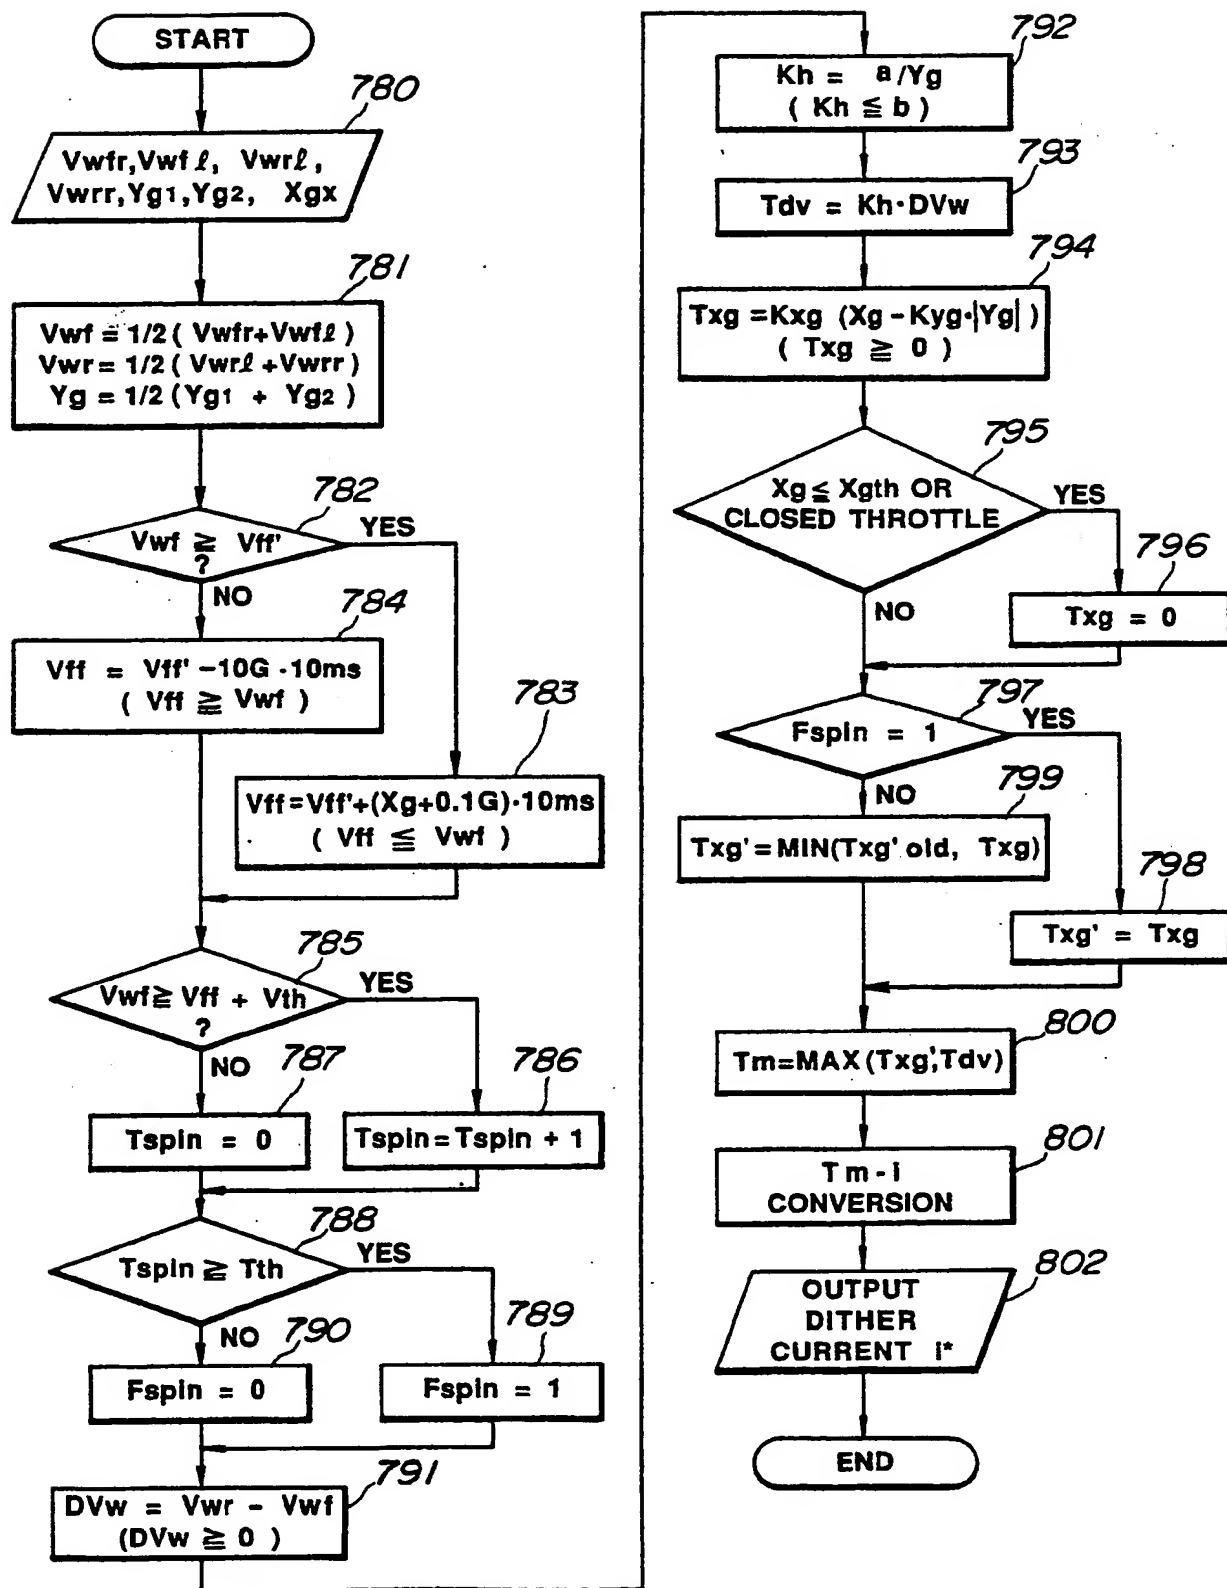 START
780
Vwfr,Vwfℓ, Vwrℓ,
Vwrr,Yg1,Yg2, Xgx
781
Vwf = 1/2 ( Vwfr+Vwfℓ )
Vwr = 1/2 ( Vwrℓ +Vwrr)
Yg = 1/2 (Yg1 + Yg2 )
782
Vwf ≧ Vff'
?
YES
NO
784
Vff = Vff' -10G · 10ms
( Vff ≧ Vwf )
783
Vff=Vff'+(Xg+0.1G)·10ms
( Vff ≦ Vwf )
785
Vwf≧ Vff + Vth
?
YES
NO
787
Tspin = 0
786
Tspin=Tspin + 1
788
Tspin ≧ Tth
YES
NO
790
Fspin = 0
789
Fspin = 1
791
DVw = Vwr - Vwf
(DVw ≧ 0 )
792
Kh = a/Yg
( Kh ≦ b )
793
Tdv = Kh·DVw
794
Txg =Kxg (Xg - Kyg·|Yg| )
( Txg ≧ 0 )
795
Xg ≦ Xgth OR
CLOSED THROTTLE
YES
NO
796
Txg = 0
797
Fspin = 1
YES
NO
799
Txg' =MIN(Txg' old, Txg)
798
Txg' = Txg
800
Tm=MAX (Txg',Tdv)
801
Tm - i
CONVERSION
802
OUTPUT
DITHER
CURRENT i*
END